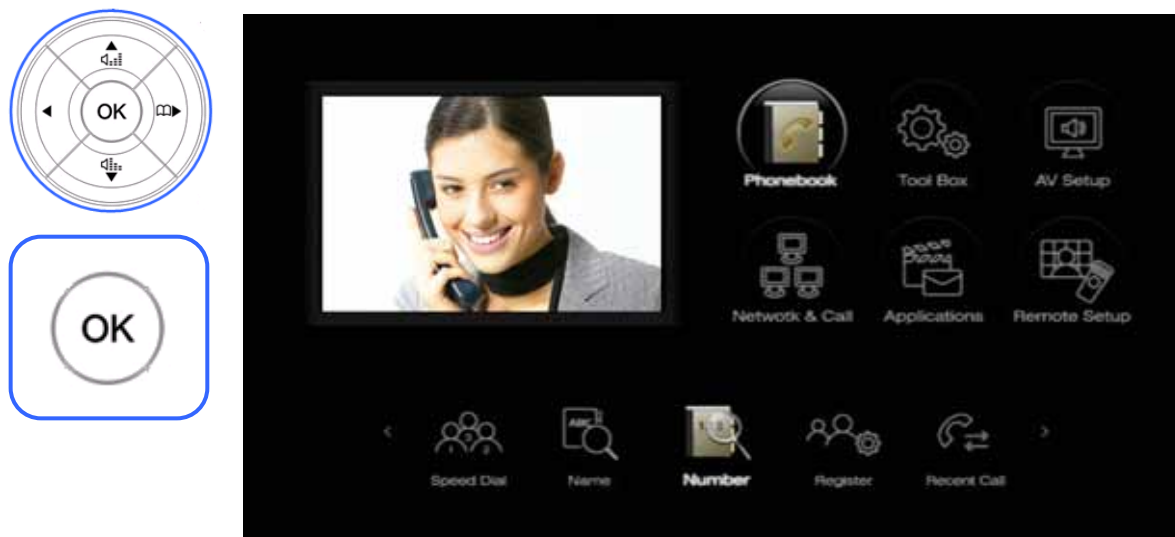 OK
OK
Phonebook Tool Box AV Setup
Netwotk & Call Applications Remote Setup
ABC
Speed Dial Name Number Register Recent Call